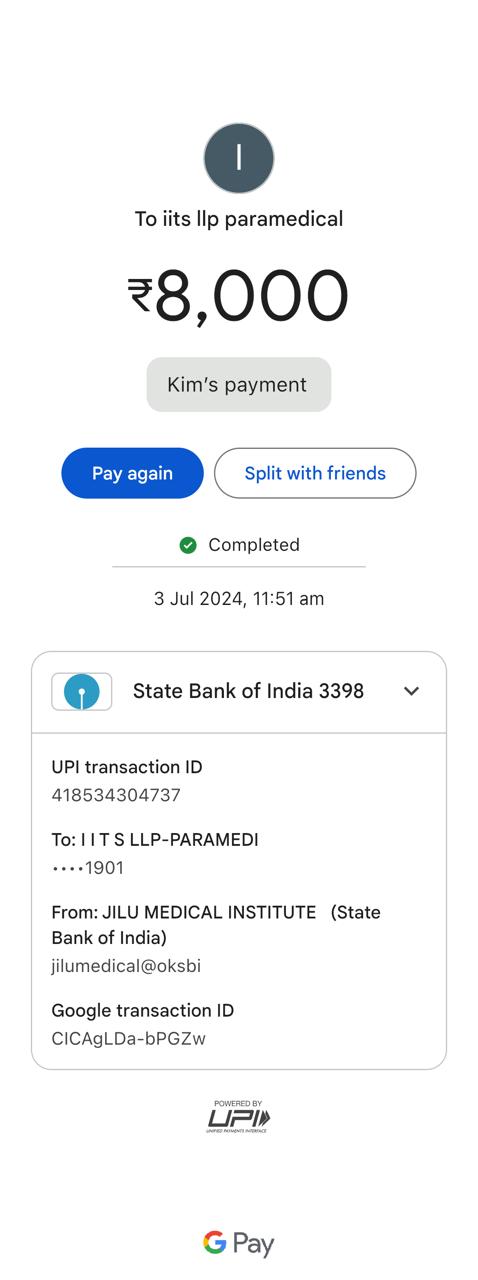 I
To iits llp paramedical
₹8,000
Kim's payment
Pay again
Split with friends
Completed
3 Jul 2024, 11:51 am
State Bank of India 3398
UPI transaction ID
418534304737
To: I I T S LLP-PARAMEDI
••••1901
From: JILU MEDICAL INSTITUTE (State
Bank of India)
jilumedical@oksbi
Google transaction ID
CICAgLDa-bPGZw
POWERED BY
UPI
UNIFIED PAYMENTS INTERFACE
G Pay